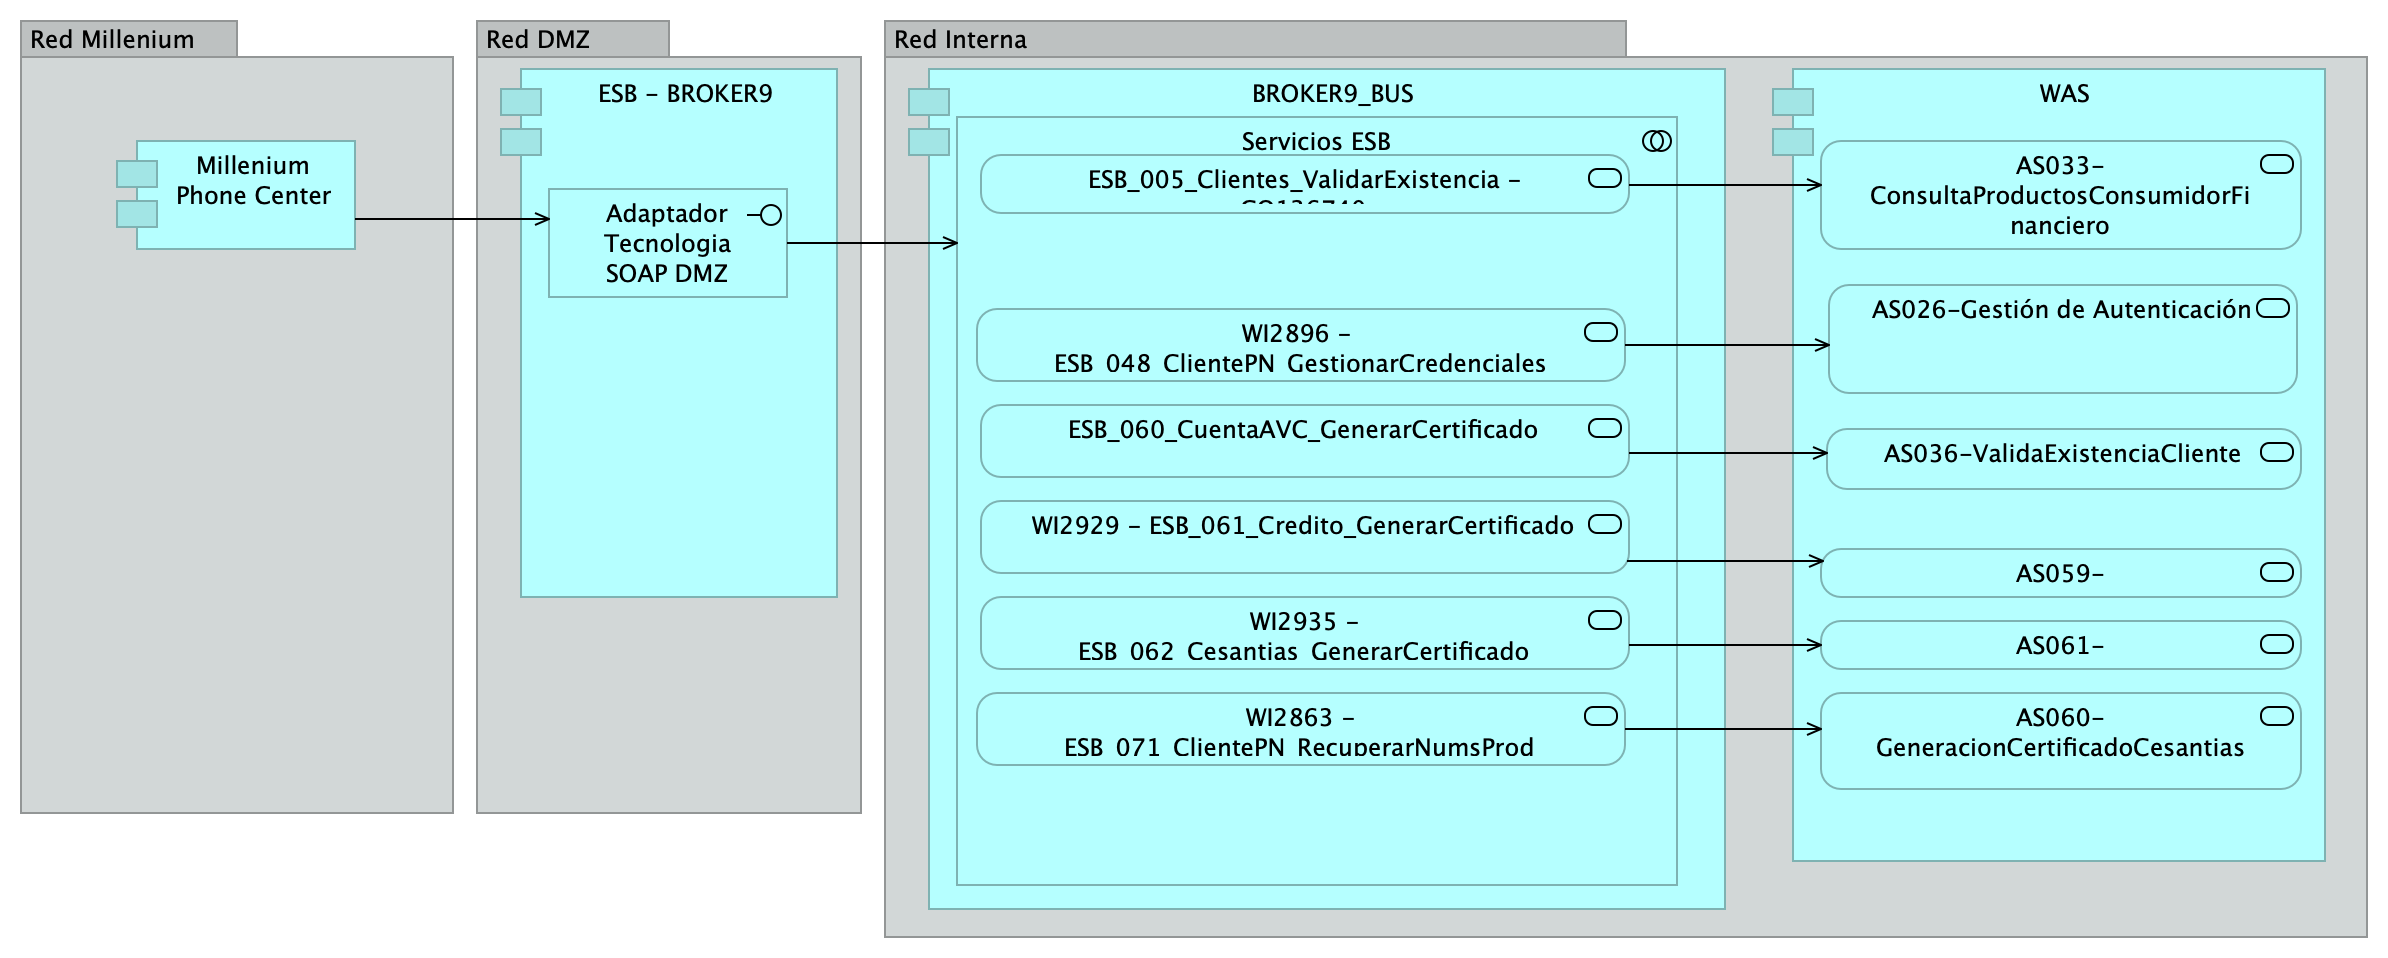 Red Millenium
Millenium
Phone Center
Red DMZ
ESB - BROKER9
Adaptador
Tecnologia
SOAP DMZ
Red Interna
BROKER9_BUS
Servicios ESB
ESB_005_Clientes_ValidarExistencia -
WI2896 -
ESB_048_ClientePN_GestionarCredenciales
ESB_060_CuentaAVC_GenerarCertificado
WI2929 - ESB_061_Credito_GenerarCertificado
WI2935 -
ESB_062_Cesantias_GenerarCertificado
WI2863 -
ESB_071_ClientePN_RecuperarNumsProd
WAS
AS033-
ConsultaProductosConsumidorFi
nanciero
AS026-Gestión de Autenticación
AS036-ValidaExistenciaCliente
AS059-
AS061-
AS060-
GeneracionCertificadoCesantias